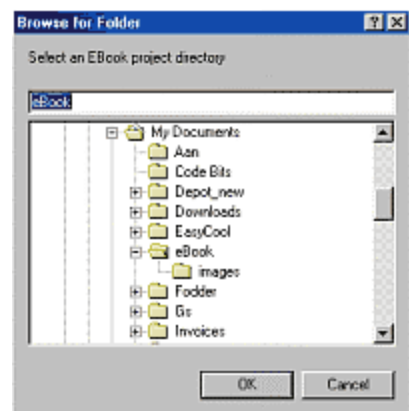 Browse for Folder
Select an EBook project directory
eBook
My Documents
Aan
Code Bits
Depot_new
Downloads
EasyCool
eBook
images
Fodder
Gs
Invoices
OK Cancel